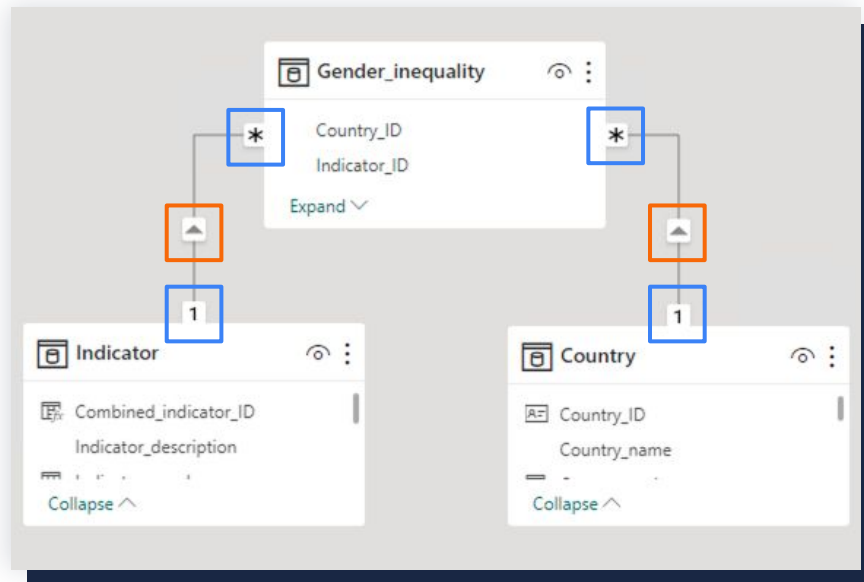 Gender_inequality
*
*
Country_ID
Indicator_ID
Expand
1
1
Indicator
Combined_indicator_ID
Indicator_description
Collapse
Country
Country_ID
Country_name
Collapse